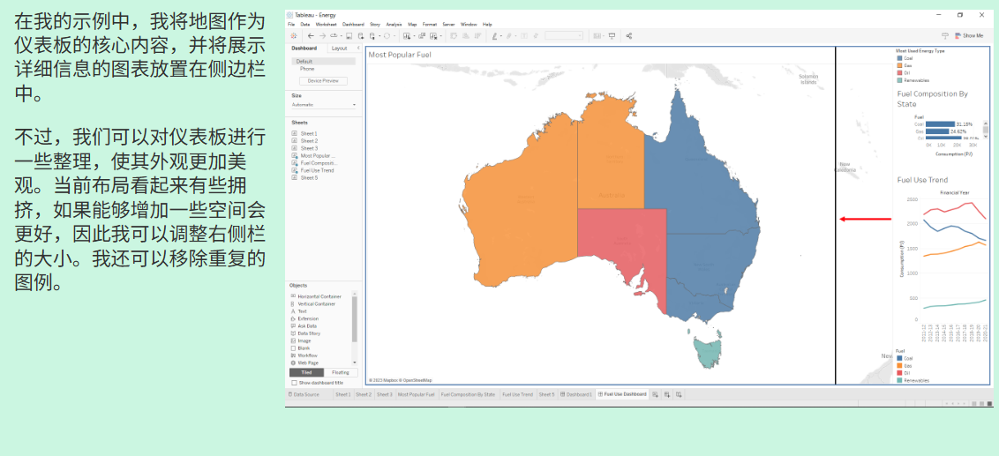 在我的示例中，我将地图作为
仪表板的核心内容，并将展示
详细信息的图表放置在侧边栏
中。
不过，我们可以对仪表板进行
一些整理，使其外观更加美
观。当前布局看起来有些拥
挤，如果能够增加一些空间会
更好，因此我可以调整右侧栏
的大小。我还可以移除重复的
图例。
Tableau - Energy
File Data Worksheet Dashboard Story Analysis Map Format Server Window Help
Show Me
Dashboard Layout
Default
Phone
Device Preview
Size
Automatic
Sheets
Sheet 1
Sheet 2
Sheet 3
Most Popular ...
Fuel Composi...
Fuel Use Trend
Sheet 5
Objects
Horizontal Container
Vertical Container
Text
Extension
Ask Data
Data Story
Image
Blank
Workflow
Web Page
Tiled Floating
Show dashboard title
Most Popular Fuel
Solomon
Islands
New
Caledonia
New
© 2023 Mapbox © OpenStreetMap
Most Used Energy Type
Coal
Gas
Oil
Renewables
Fuel Composition By
State
Fuel
Coal 31.15%
Gas 24.62%
Oil
0K 10K 20K 30K
Consumption (PJ)
Fuel Use Trend
Financial Year
2500
2000
1500
1000
500
0
Consumption (PJ)
2011-12
2012-13
2013-14
2014-15
2015-16
2016-17
2017-18
2018-19
2019-20
2020-21
Fuel
Coal
Gas
Oil
Renewables
Data Source Sheet 1 Sheet 2 Sheet 3 Most Popular Fuel Fuel Composition By State Fuel Use Trend Sheet 5 Dashboard 1 Fuel Use Dashboard